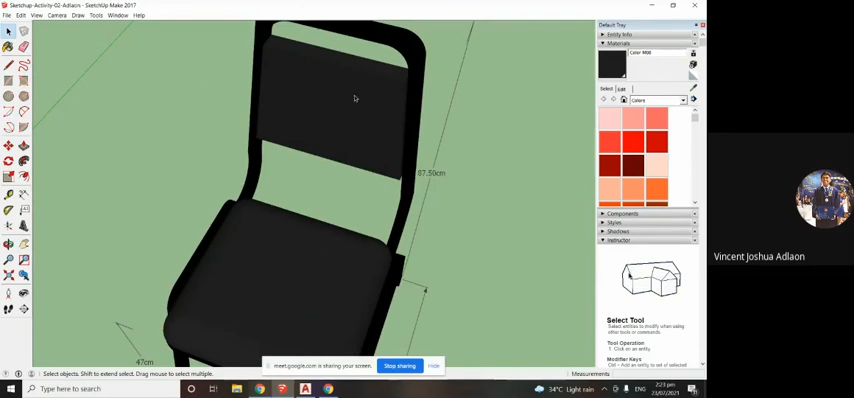 Sketchup-Activity-02-Adlaon - SketchUp Make 2017
File Edit View Camera Draw Tools Window Help
Default Tray
Entity Info
Materials
Color M08
Select Edit
Colors
87.50cm
Components
Styles
Shadows
Instructor
Vincent Joshua Adlaon
Select Tool
Select entities to modify when using other tools or commands.
Tool Operation
1. Click on an entity.
Modifier Keys
47cm
meet.google.com is sharing your screen.
Stop sharing
Hide
Select objects. Shift to extend select. Drag mouse to select multiple.
Measurements
Type here to search
34°C Light rain
2:23 pm
23/07/2021